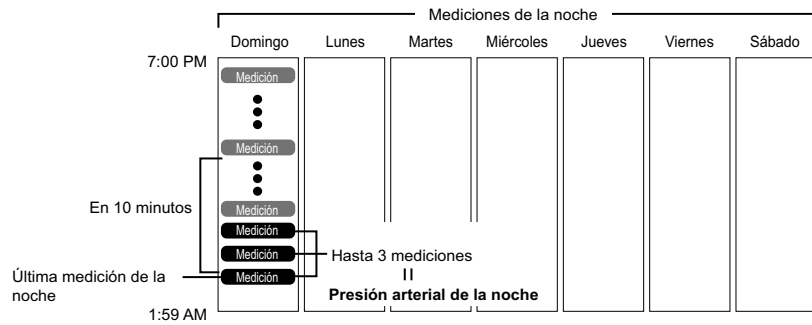 Mediciones de la noche
Domingo Lunes Martes Miércoles Jueves Viernes Sábado
7:00 PM
Medición
Medición
En 10 minutos
Medición
Medición
Medición
Hasta 3 mediciones
Última medición de la
noche
Medición
Presión arterial de la noche
1:59 AM